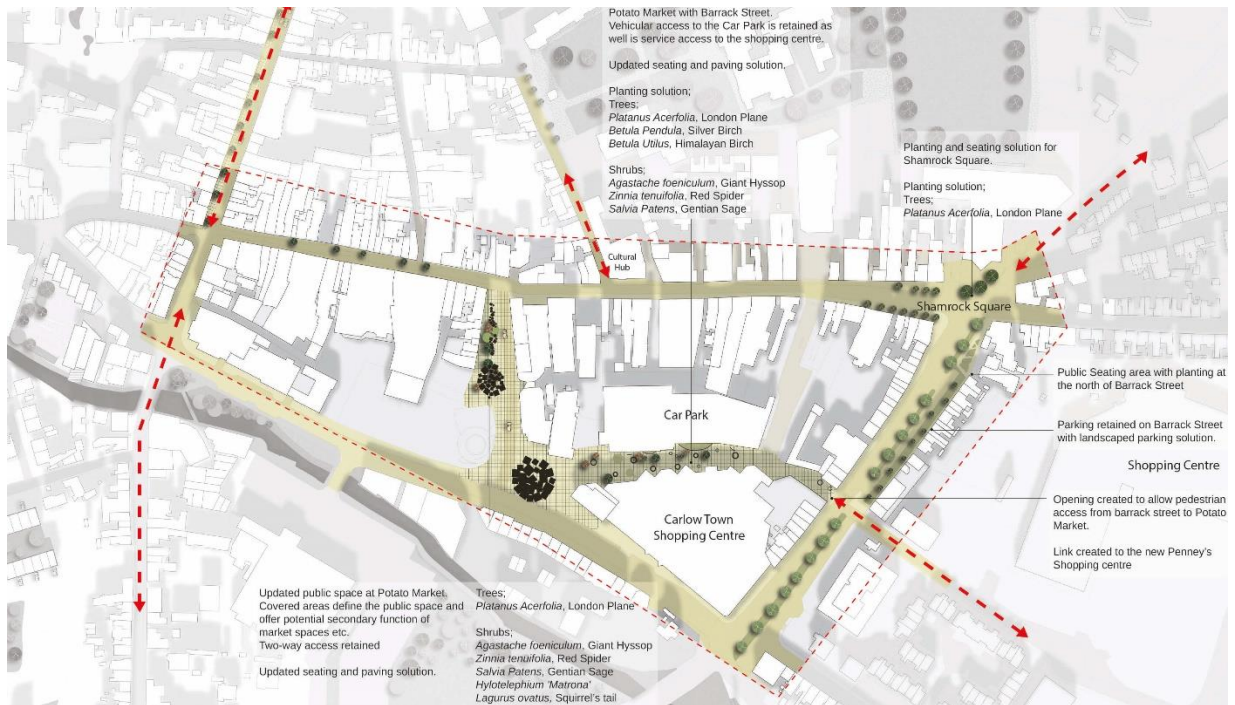 Potato Market with Barrack Street.
Vehicular access to the Car Park is retained as
well is service access to the shopping centre.
Updated seating and paving solution.
Planting solution;
Trees;
Platanus Acerfolia, London Plane
Betula Pendula, Silver Birch
Betula Utilus, Himalayan Birch
Shrubs;
Agastache foeniculum, Giant Hyssop
Zinnia tenuifolia, Red Spider
Salvia Patens, Gentian Sage
Planting and seating solution for
Shamrock Square.
Planting solution;
Trees;
Platanus Acerfolia, London Plane
Cultural
Hub
Shamrock Square
Public Seating area with planting at
the north of Barrack Street
Car Park
Parking retained on Barrack Street
with landscaped parking solution.
Shopping Centre
Opening created to allow pedestrian
access from barrack street to Potato
Market.
Link created to the new Penney's
Shopping centre
Carlow Town
Shopping Centre
Updated public space at Potato Market.
Covered areas define the public space and
offer potential secondary function of
market spaces etc.
Two-way access retained
Updated seating and paving solution.
Trees;
Platanus Acerfolia, London Plane
Shrubs;
Agastache foeniculum, Giant Hyssop
Zinnia tenuifolia, Red Spider
Salvia Patens, Gentian Sage
Hylotelephium 'Matrona'
Lagurus ovatus, Squirrel's tail